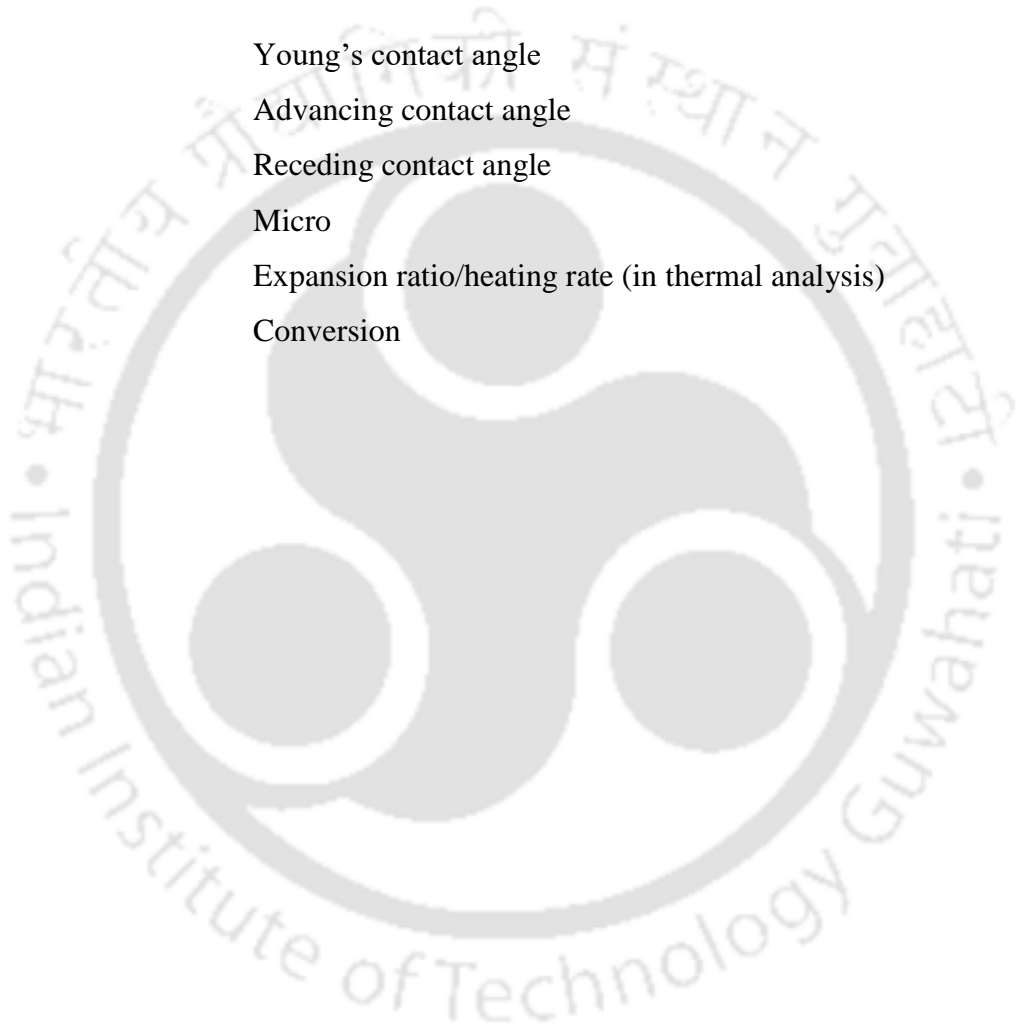 Young’s contact angle
Advancing contact angle
Receding contact angle
Micro
Expansion ratio/heating rate (in thermal analysis)
Conversion
भारतीय प्रौद्योगिकी संस्थान गुवाहाटी
• Indian Institute of Technology Guwahati •